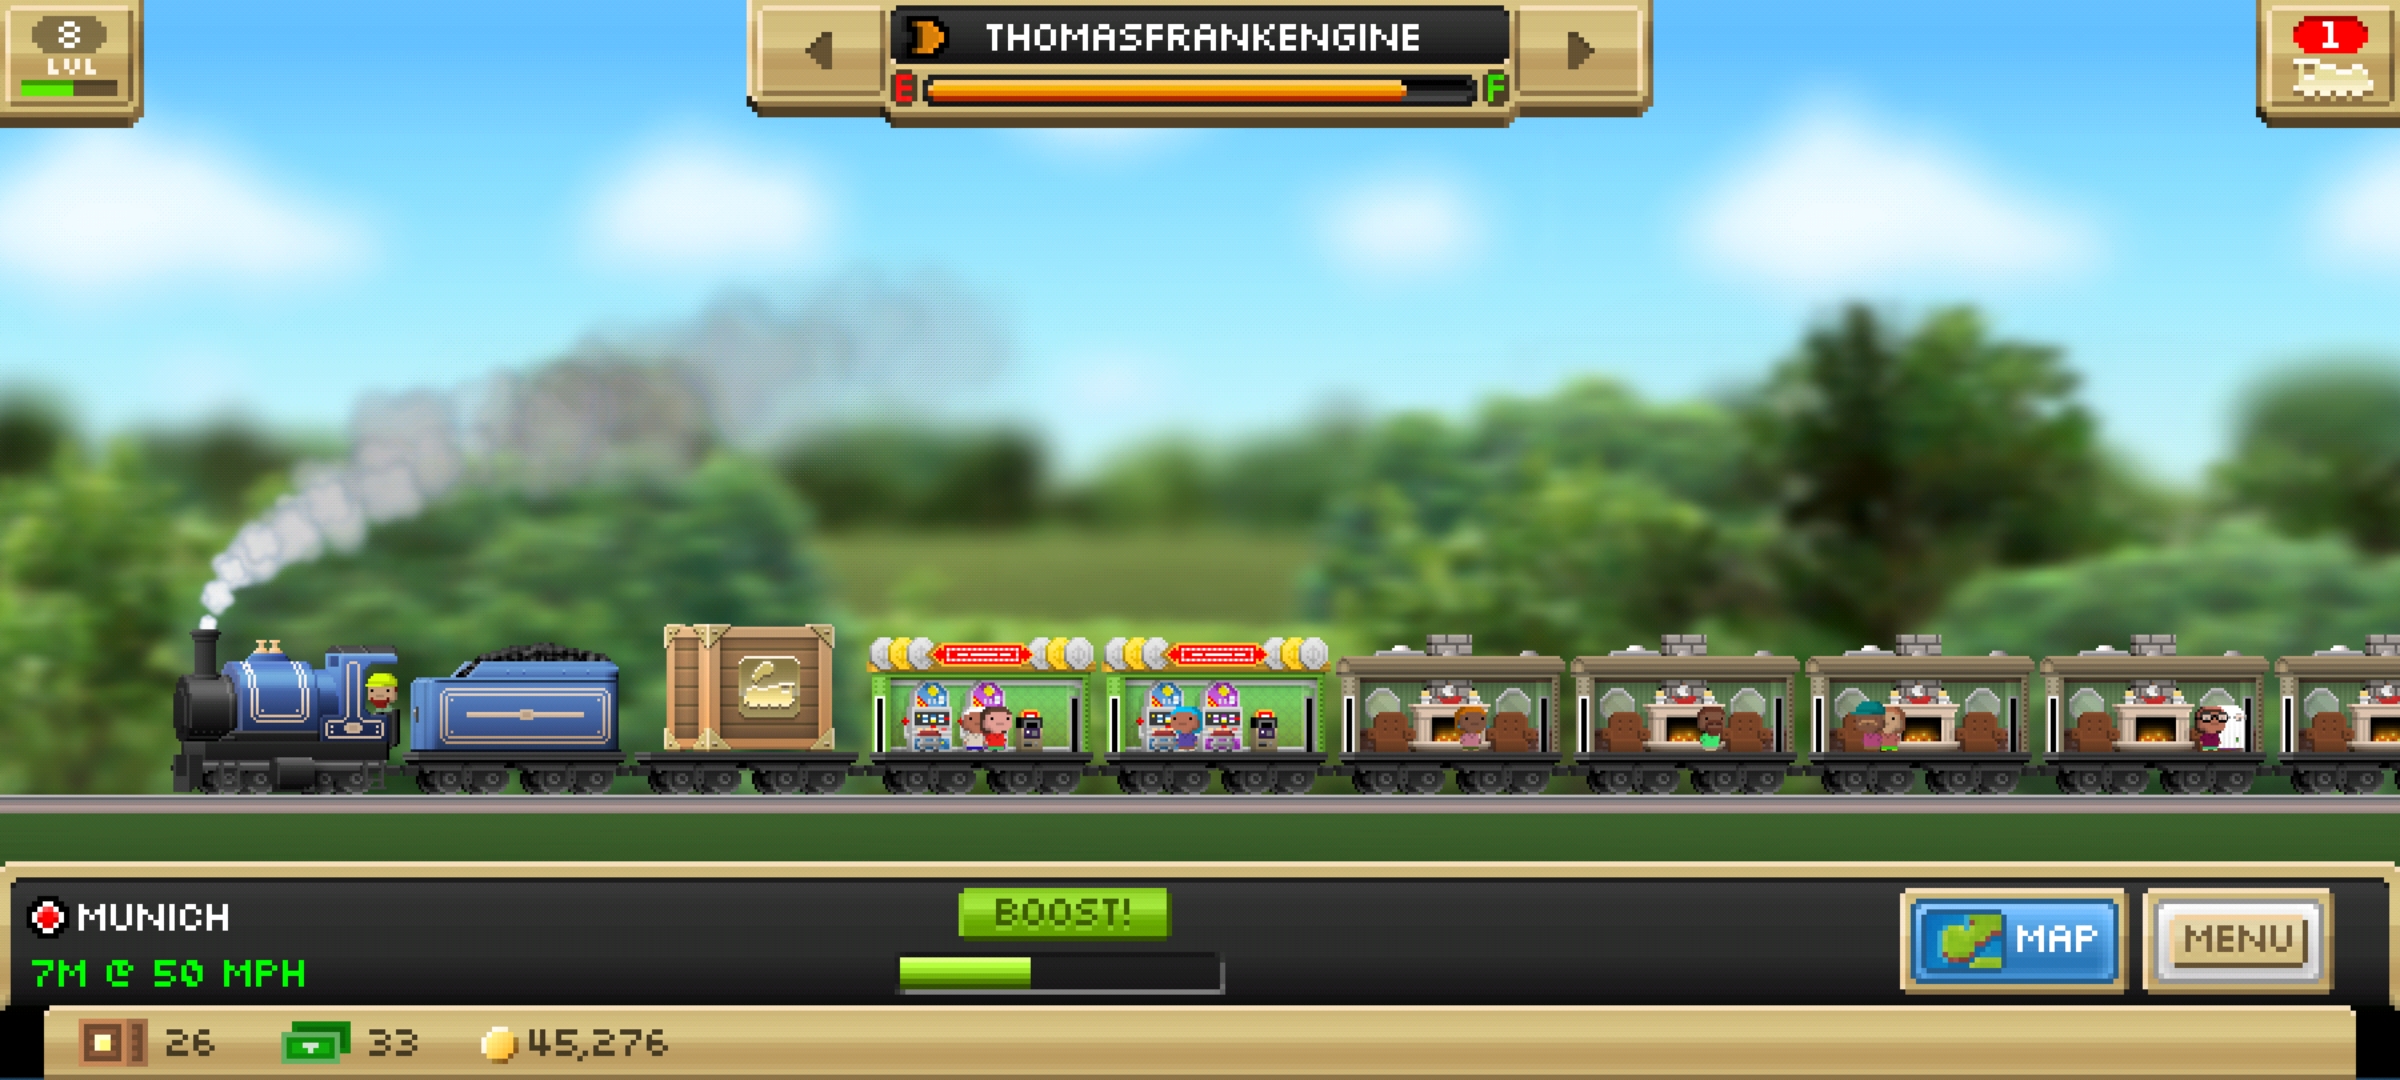 8
LVL
THOMASFRANKENGINE
E F
1
MUNICH
7M @ 50 MPH
BOOST!
MAP
MENU
26
33
45,276